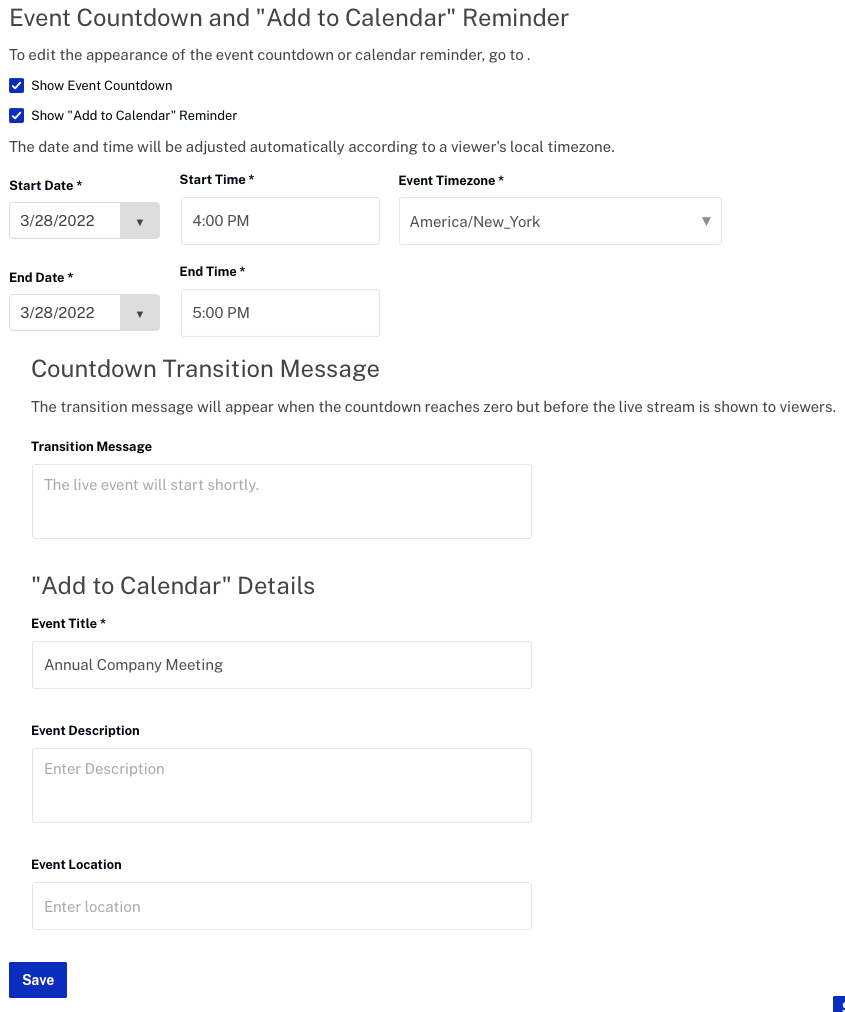 Event Countdown and "Add to Calendar" Reminder
To edit the appearance of the event countdown or calendar reminder, go to .
Show Event Countdown
Show "Add to Calendar" Reminder
The date and time will be adjusted automatically according to a viewer's local timezone.
Start Date * Start Time * Event Timezone *
3/28/2022 4:00 PM America/New_York
End Date * End Time *
3/28/2022 5:00 PM
Countdown Transition Message
The transition message will appear when the countdown reaches zero but before the live stream is shown to viewers.
Transition Message
The live event will start shortly.
"Add to Calendar" Details
Event Title *
Annual Company Meeting
Event Description
Enter Description
Event Location
Enter location
Save